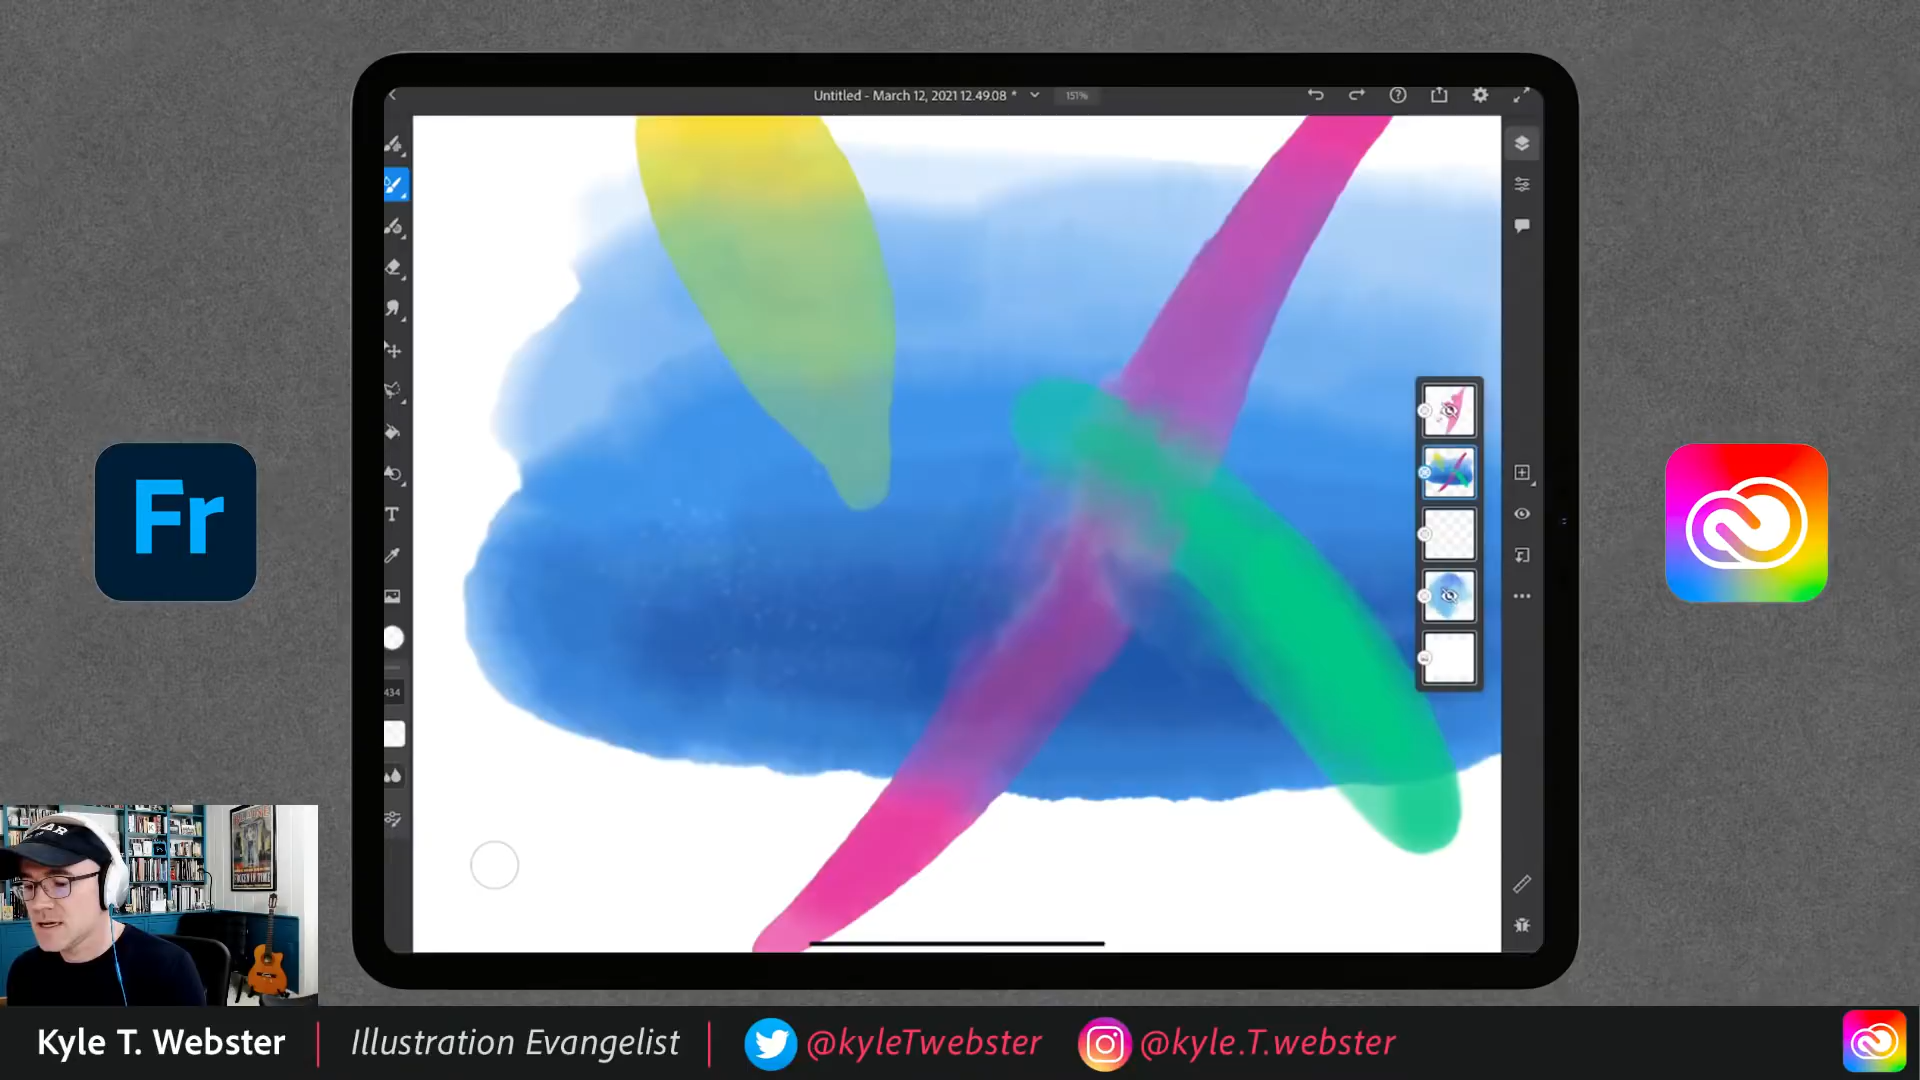 Untitled - March 12, 2021 12.49.08 *
151%
T
434
Fr
Kyle T. Webster
Illustration Evangelist
@kyleTwebster
@kyle.T.webster